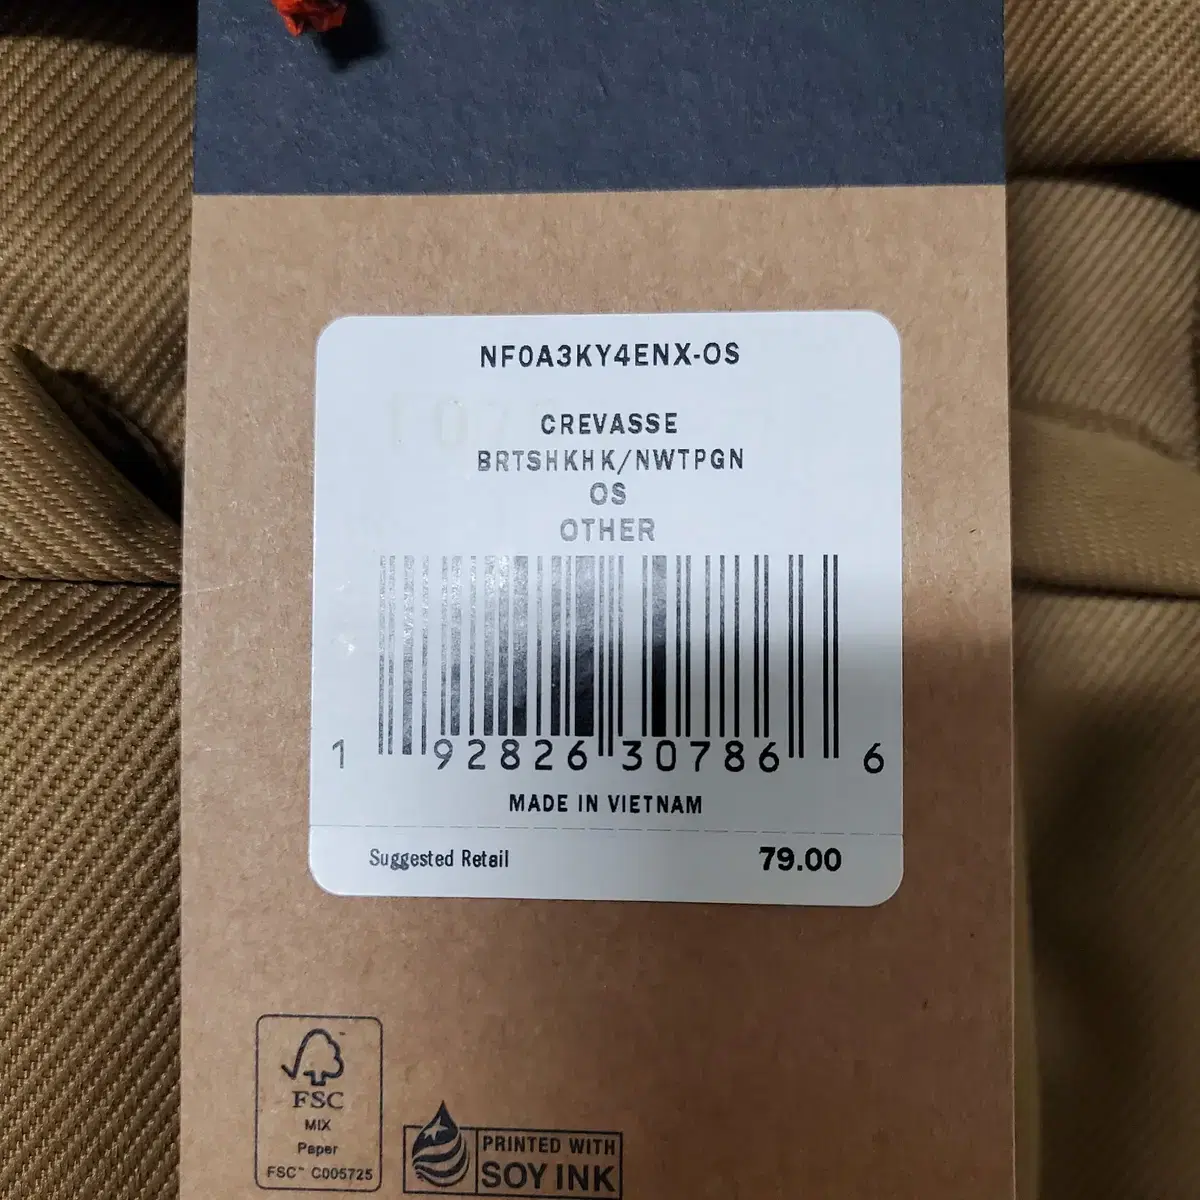 NF0A3KY4ENX-OS
CREVASSE
BRTSHKHK/NWTPGN
OS
OTHER
1 92826 30786 6
MADE IN VIETNAM
Suggested Retail 79.00
FSC
MIX
Paper
FSC™ C005725
PRINTED WITH
SOY INK